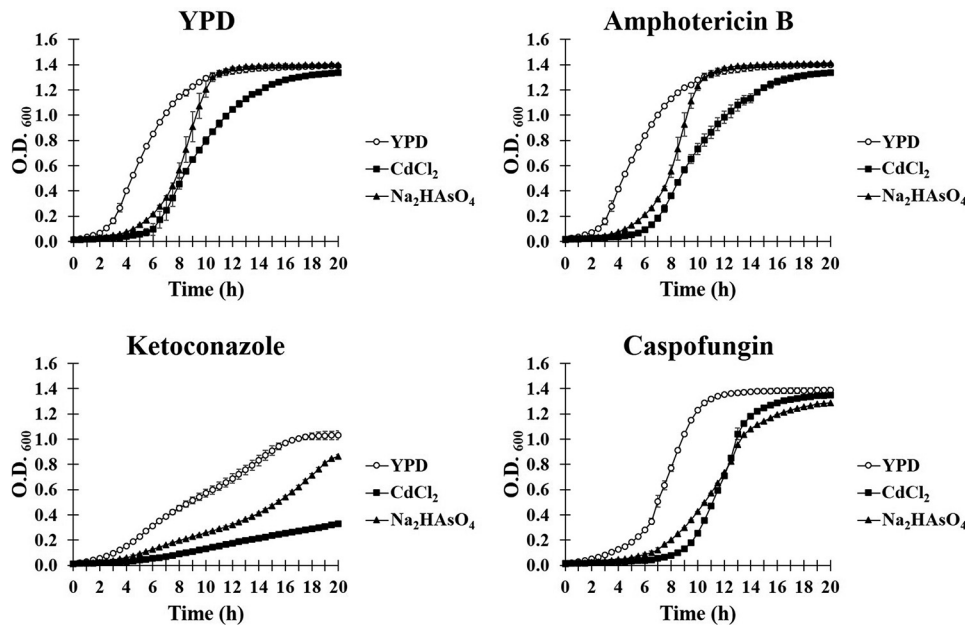 YPD
1.6
1.4
1.2
1.0
0.8
0.6
0.4
0.2
0.0
O.D. 600
0 2 4 6 8 10 12 14 16 18 20
Time (h)
YPD
CdCl₂
Na₂HAsO₄
Amphotericin B
1.6
1.4
1.2
1.0
0.8
0.6
0.4
0.2
0.0
O.D. 600
0 2 4 6 8 10 12 14 16 18 20
Time (h)
YPD
CdCl₂
Na₂HAsO₄
Ketoconazole
1.6
1.4
1.2
1.0
0.8
0.6
0.4
0.2
0.0
O.D. 600
0 2 4 6 8 10 12 14 16 18 20
Time (h)
YPD
CdCl₂
Na₂HAsO₄
Caspofungin
1.6
1.4
1.2
1.0
0.8
0.6
0.4
0.2
0.0
O.D. 600
0 2 4 6 8 10 12 14 16 18 20
Time (h)
YPD
CdCl₂
Na₂HAsO₄